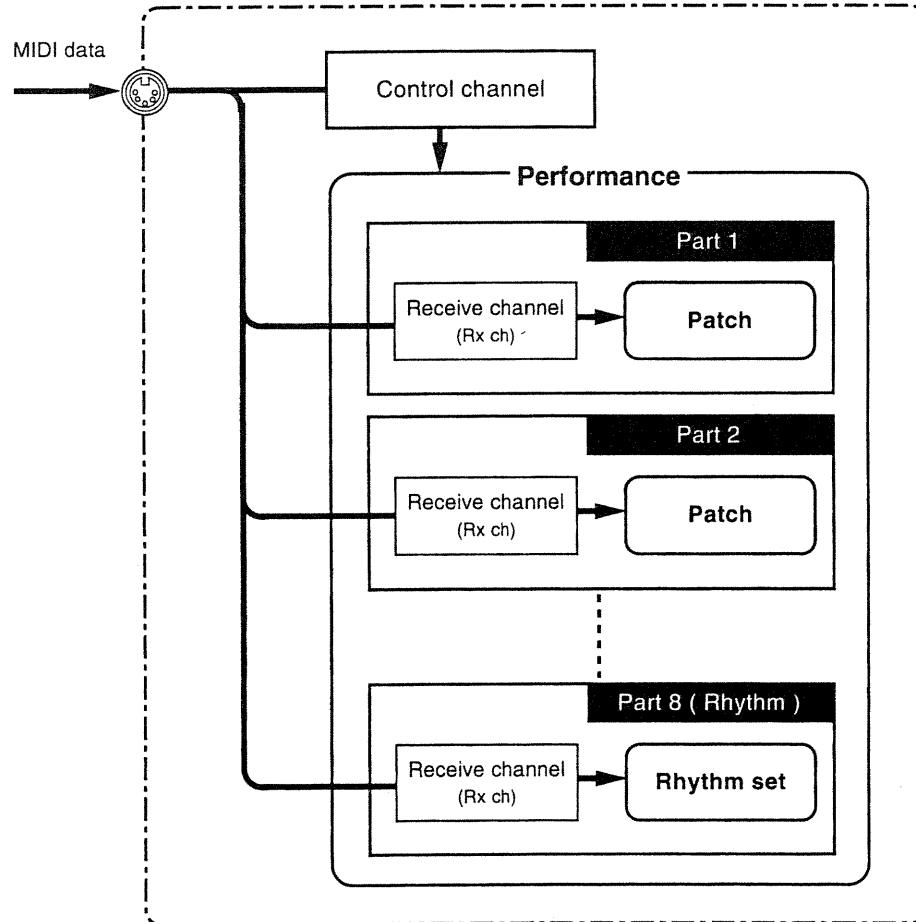 MIDI data
Control channel
Performance
Part 1
Receive channel
(Rx ch)
Patch
Part 2
Receive channel
(Rx ch)
Patch
Part 8 ( Rhythm )
Receive channel
(Rx ch)
Rhythm set